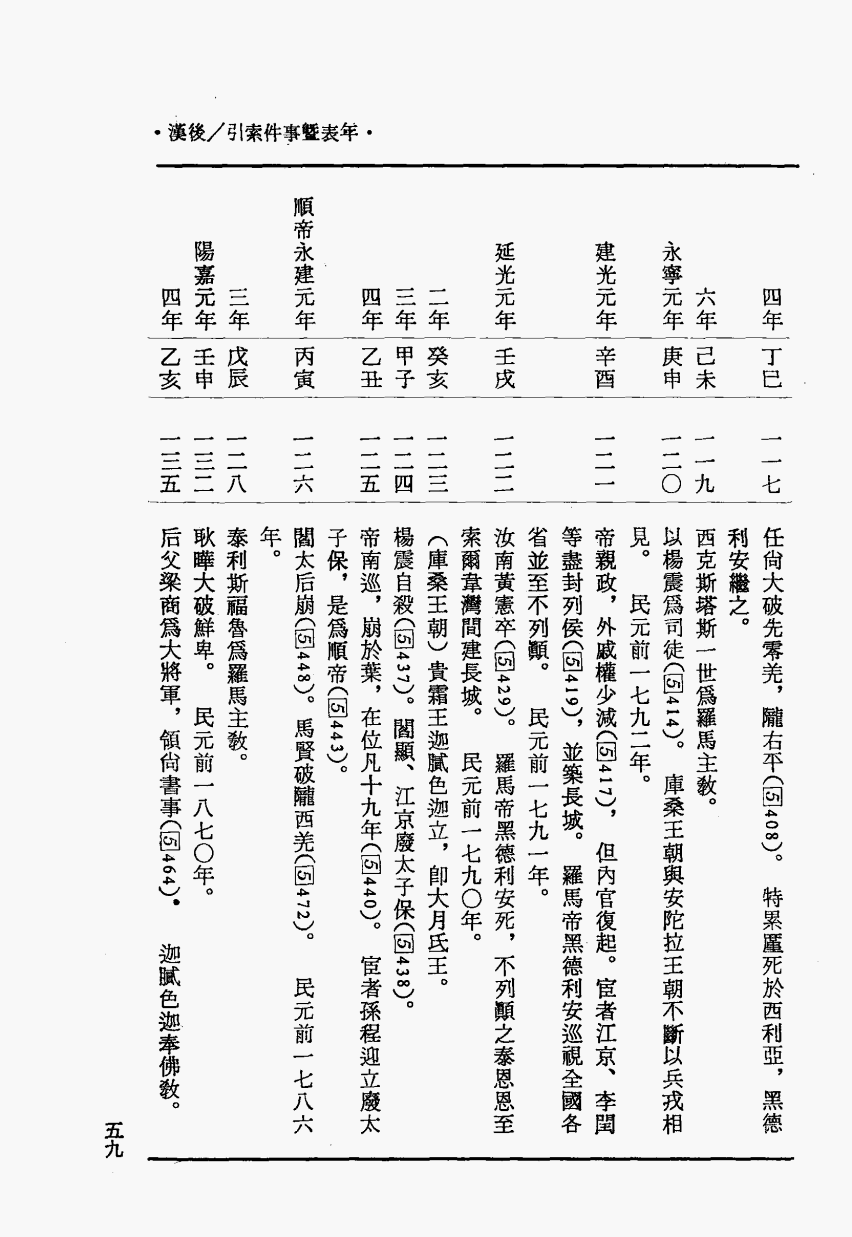 ・漢後／引索件事暨表年・
四年 丁巳 一一七 任尙大破先零羌，隴右平(5408)。 特累厪死於西利亞，黑德
利安繼之。
六年 己未 一一九 西克斯塔斯一世爲羅馬主敎。
永寧元年 庚申 一二〇 以楊震爲司徒(5414)。 庫桑王朝與安陀拉王朝不斷以兵戎相
見。 民元前一七九二年。
建光元年 辛酉 一二一 帝親政，外戚權少減(5417)，但內官復起。宦者江京、李閏
等盡封列侯(5419)，並築長城。 羅馬帝黑德利安巡視全國各
省並至不列顚。 民元前一七九一年。
延光元年 壬戌 一二二 汝南黃憲卒(5429)。 羅馬帝黑德利安死，不列顚之泰恩恩至
索爾韋灣間建長城。 民元前一七九〇年。
二年 癸亥 一二三 （庫桑王朝）貴霜王迦膩色迦立，卽大月氏王。
三年 甲子 一二四 楊震自殺(5437)。閻顯、江京廢太子保(5438)。
四年 乙丑 一二五 帝南巡，崩於葉，在位凡十九年(5440)。宦者孫程迎立廢太
子保，是爲順帝(5443)。
順帝永建元年 丙寅 一二六 閻太后崩(5448)。馬賢破隴西羌(5472)。 民元前一七八六
年。
三年 戊辰 一二八 泰利斯福魯爲羅馬主敎。
陽嘉元年 壬申 一三二 耿曄大破鮮卑。 民元前一八七〇年。
四年 乙亥 一三五 后父梁商爲大將軍，領尙書事(5464)。 迦膩色迦奉佛敎。
五九